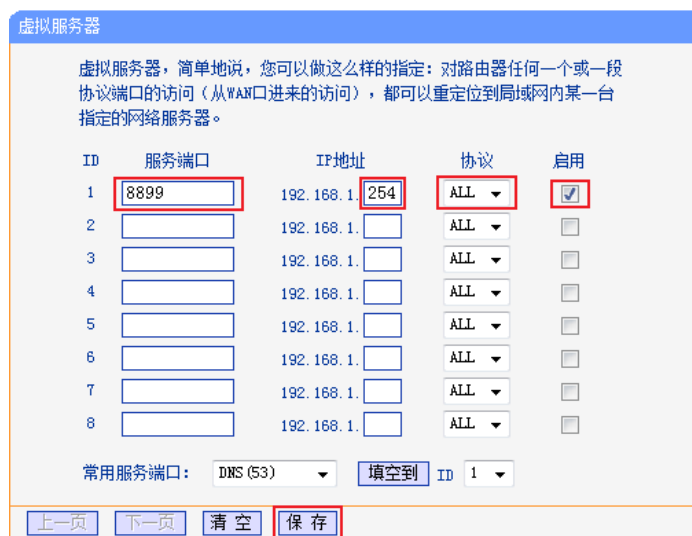 虚拟服务器
虚拟服务器，简单地说，您可以做这么样的指定：对路由器任何一个或一段
协议端口的访问（从WAN口进来的访问），都可以重定位到局域网内某一台
指定的网络服务器。
ID 服务端口 IP地址 协议 启用
1 8899 192.168.1. 254 ALL
2 192.168.1. ALL
3 192.168.1. ALL
4 192.168.1. ALL
5 192.168.1. ALL
6 192.168.1. ALL
7 192.168.1. ALL
8 192.168.1. ALL
常用服务端口： DNS(53) 填空到 ID 1
上一页 下一页 清 空 保 存